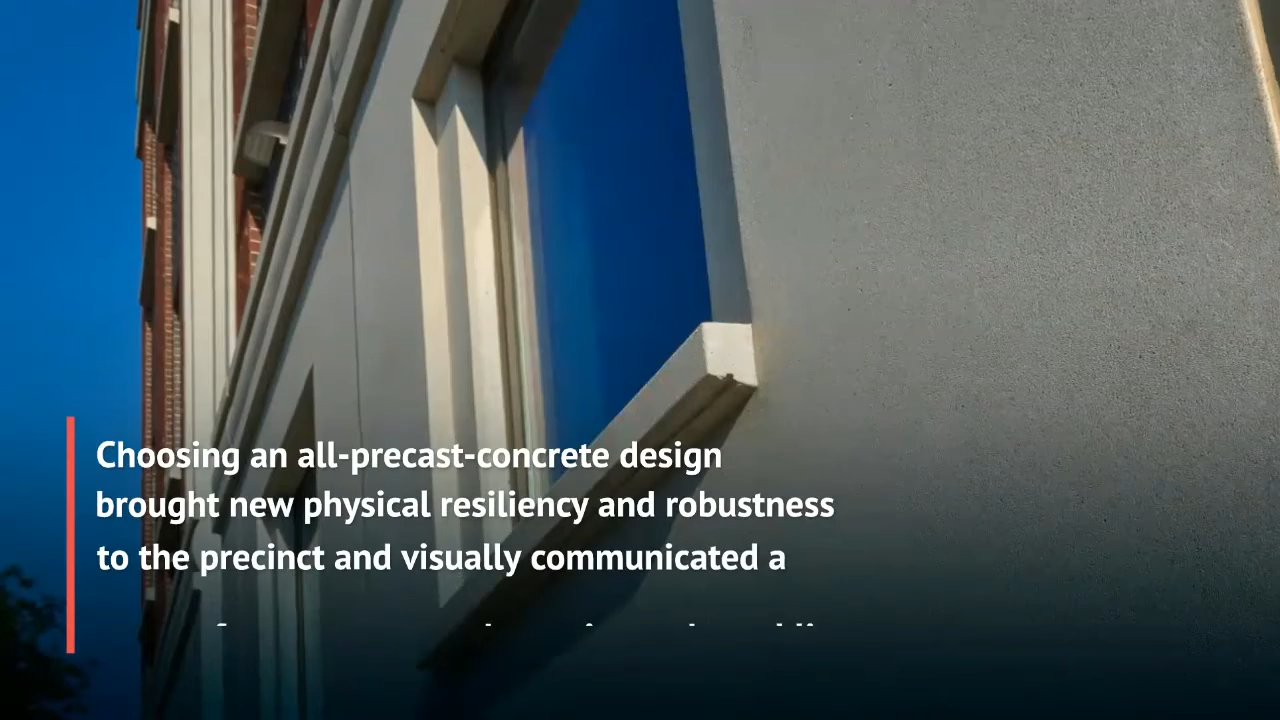 Choosing an all-precast-concrete design
brought new physical resiliency and robustness
to the precinct and visually communicated a